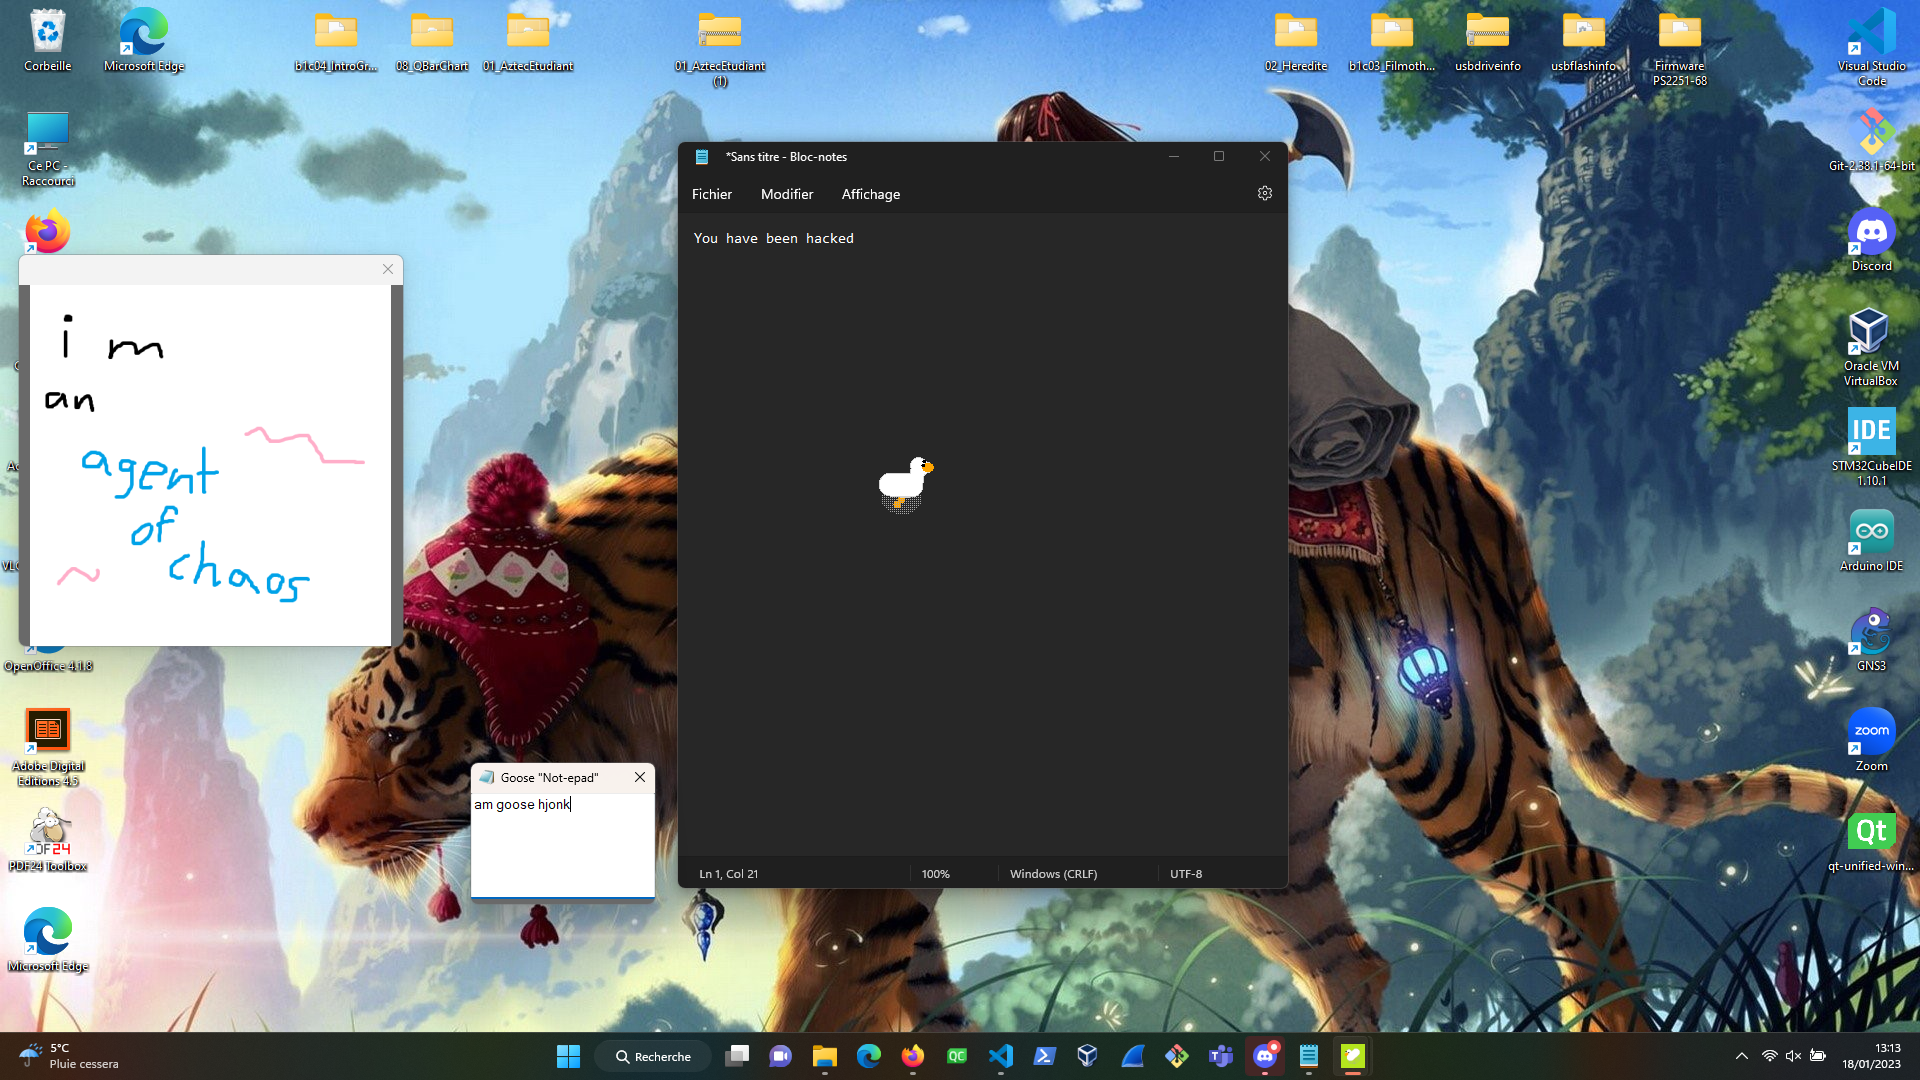 Corbeille
Microsoft Edge
b1c04_IntroGr...
08_QBarChart
01_AztecEtudiant
01_AztecEtudiant
(1)
02_Heredite
b1c03_Filmoth...
usbdriveinfo
usbflashinfo
Firmware
PS2251-68
Visual Studio
Code
Ce PC -
Raccourci
Git-2.38.1-64-bit
Discord
Oracle VM
VirtualBox
IDE
STM32CubeIDE
1.10.1
Arduino IDE
GNS3
zoom
Zoom
Qt
qt-unified-win...
*Sans titre - Bloc-notes
Fichier
Modifier
Affichage
You have been hacked
Ln 1, Col 21
100%
Windows (CRLF)
UTF-8
i m
an
agent
of
chaos
OpenOffice 4.1.8
Adobe Digital
Editions 4.5
PDF24 Toolbox
Microsoft Edge
Goose "Not-epad"
am goose hjonk
5°C
Pluie cessera
Recherche
QC
13:13
18/01/2023